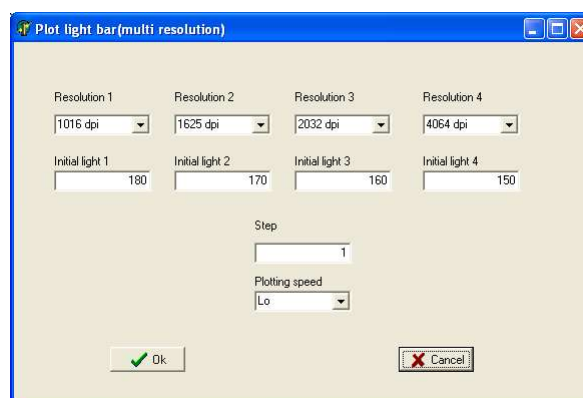 Plot light bar(multi resolution)
Resolution 1 Resolution 2 Resolution 3 Resolution 4
1016 dpi 1625 dpi 2032 dpi 4064 dpi
Initial light 1 Initial light 2 Initial light 3 Initial light 4
180 170 160 150
Step
1
Plotting speed
Lo
Ok Cancel